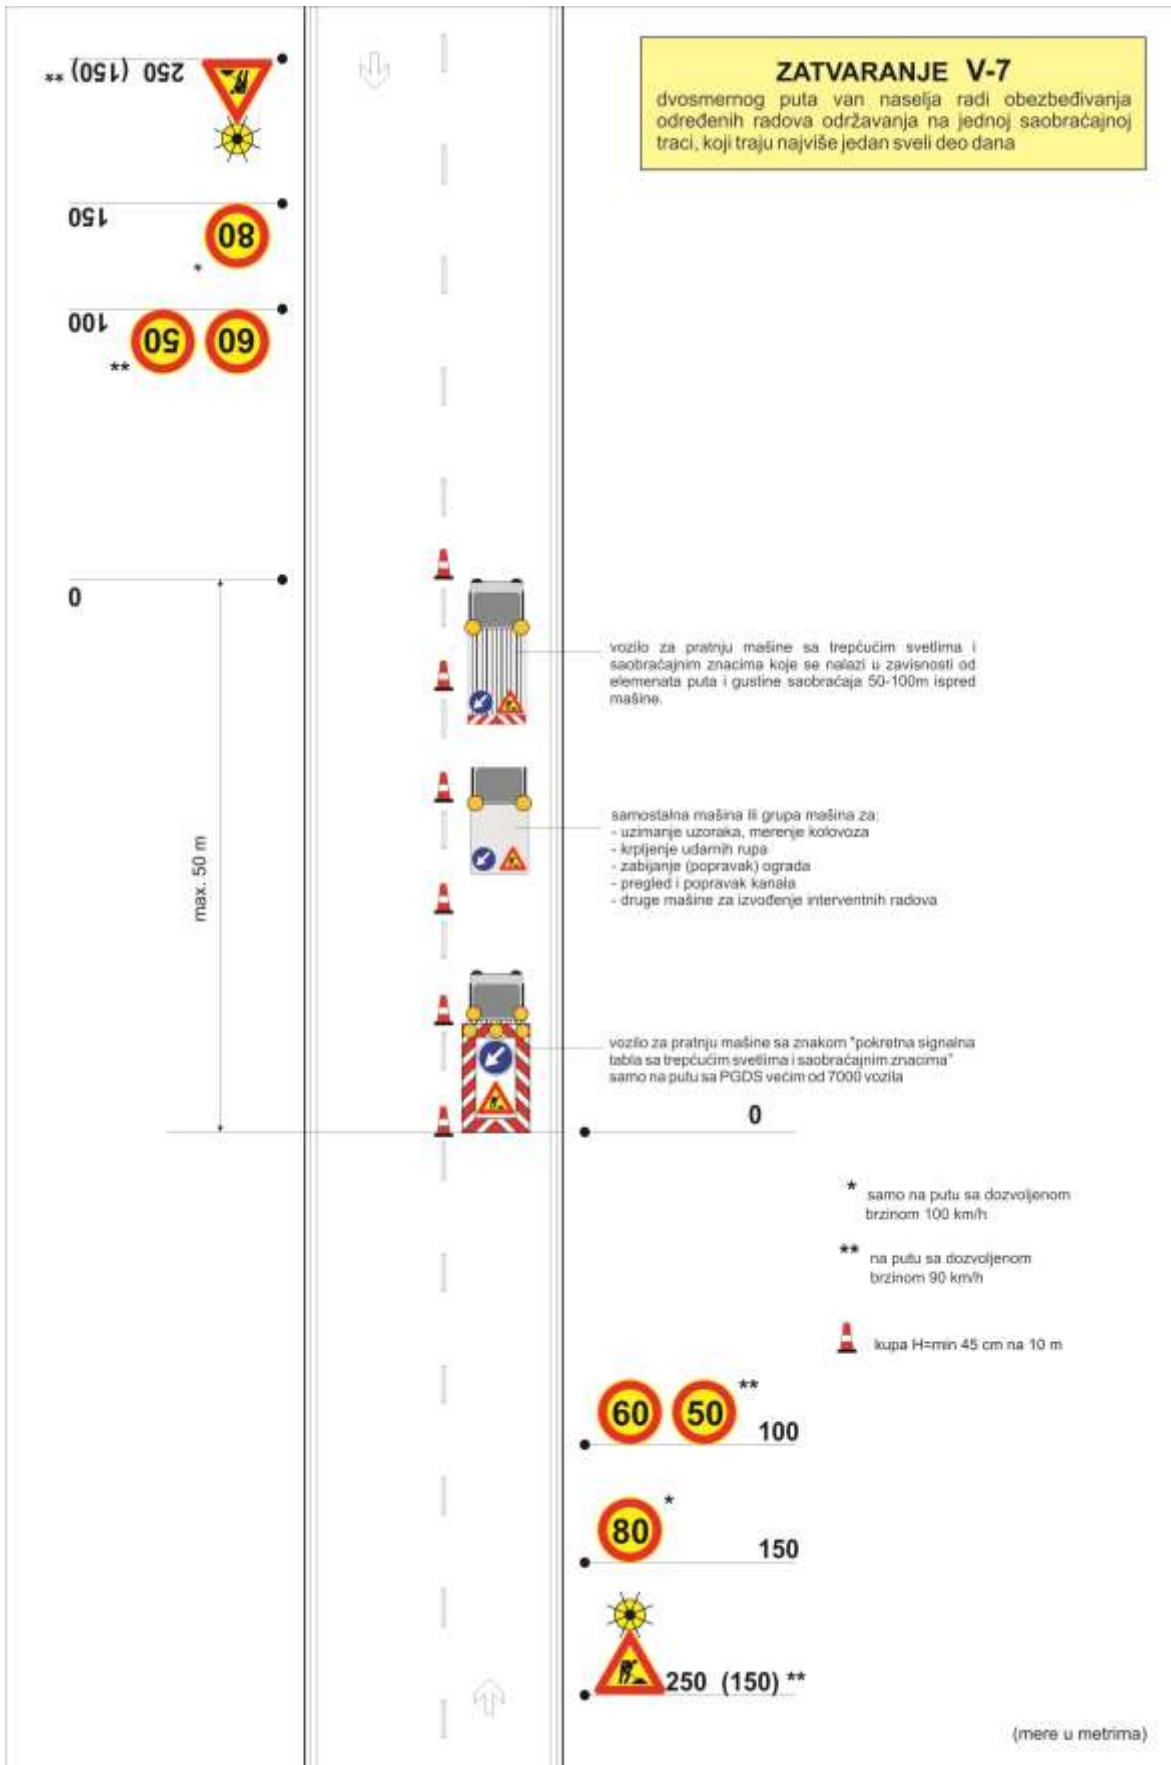 ZATVARANJE V-7
dvosmernog puta van naselja radi obezbeđivanja
određenih radova održavanja na jednoj saobraćajnoj
traci, koji traju najviše jedan sveli deo dana
250 (150) **
150
80
*
100
60
50
**
0
max. 50 m
vozilo za pratnju mašine sa trepćućim svetlima i
saobraćajnim znacima koje se nalazi u zavisnosti od
elemenata puta i gustine saobraćaja 50-100m ispred
mašine.
samostalna mašina ili grupa mašina za:
- uzimanje uzoraka, merenje kolovoza
- krpljenje udarnih rupa
- zabijanje (popravak) ograda
- pregled i popravak kanala
- druge mašine za izvođenje interventnih radova
vozilo za pratnju mašine sa znakom "pokretna signalna
tabla sa trepćućim svetlima i saobraćajnim znacima"
samo na putu sa PGDS većim od 7000 vozila
0
* samo na putu sa dozvoljenom
brzinom 100 km/h
** na putu sa dozvoljenom
brzinom 90 km/h
kupa H=min 45 cm na 10 m
60
50
**
100
80
*
150
250 (150) **
(mere u metrima)